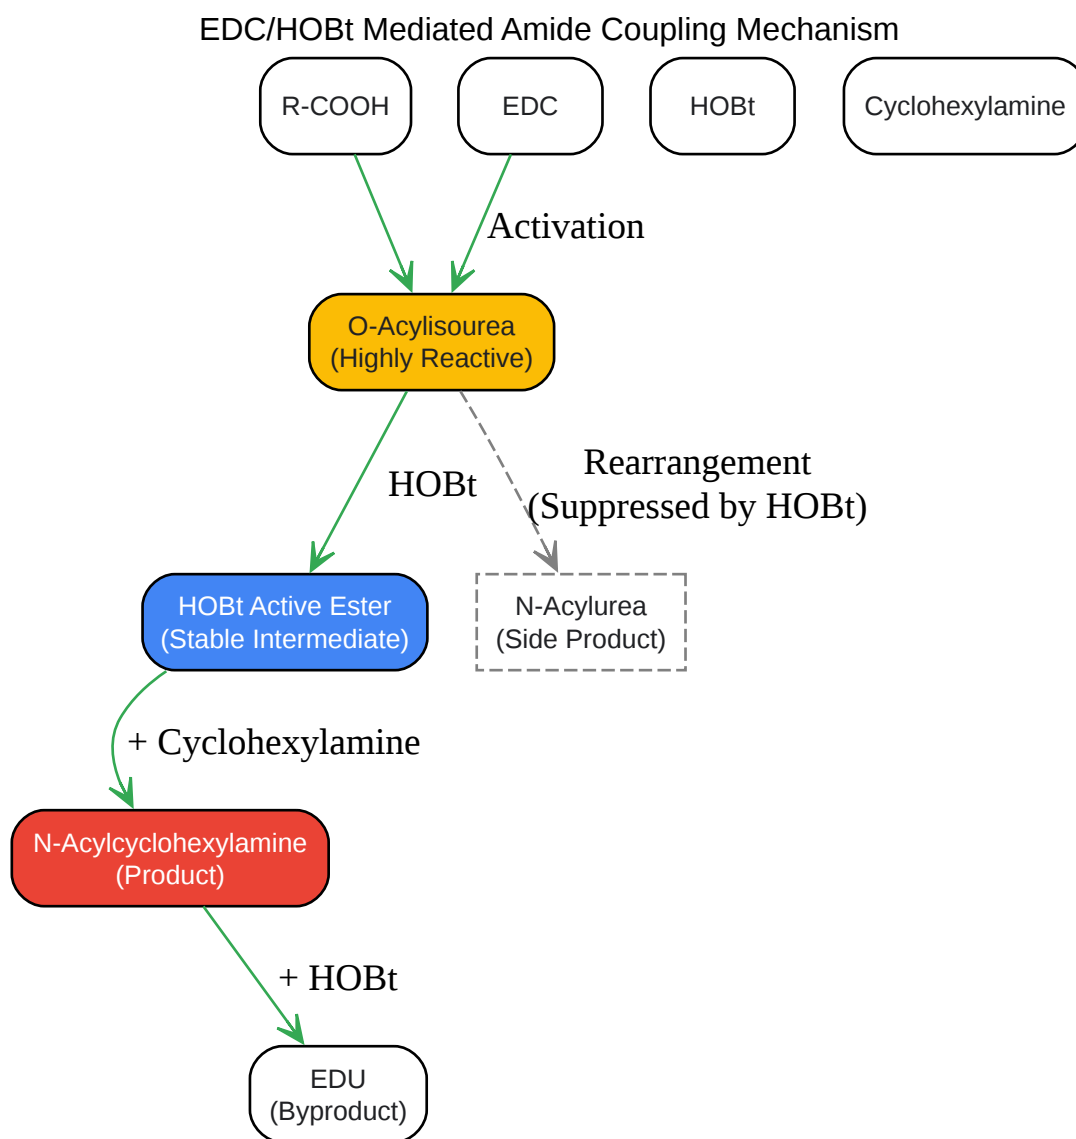 EDC/HOBt Mediated Amide Coupling Mechanism
R-COOH
EDC
HOBt
Cyclohexylamine
Activation
O-Acylisourea
(Highly Reactive)
HOBt
Rearrangement
(Suppressed by HOBt)
HOBt Active Ester
(Stable Intermediate)
N-Acylurea
(Side Product)
+ Cyclohexylamine
N-Acylcyclohexylamine
(Product)
+ HOBt
EDU
(Byproduct)